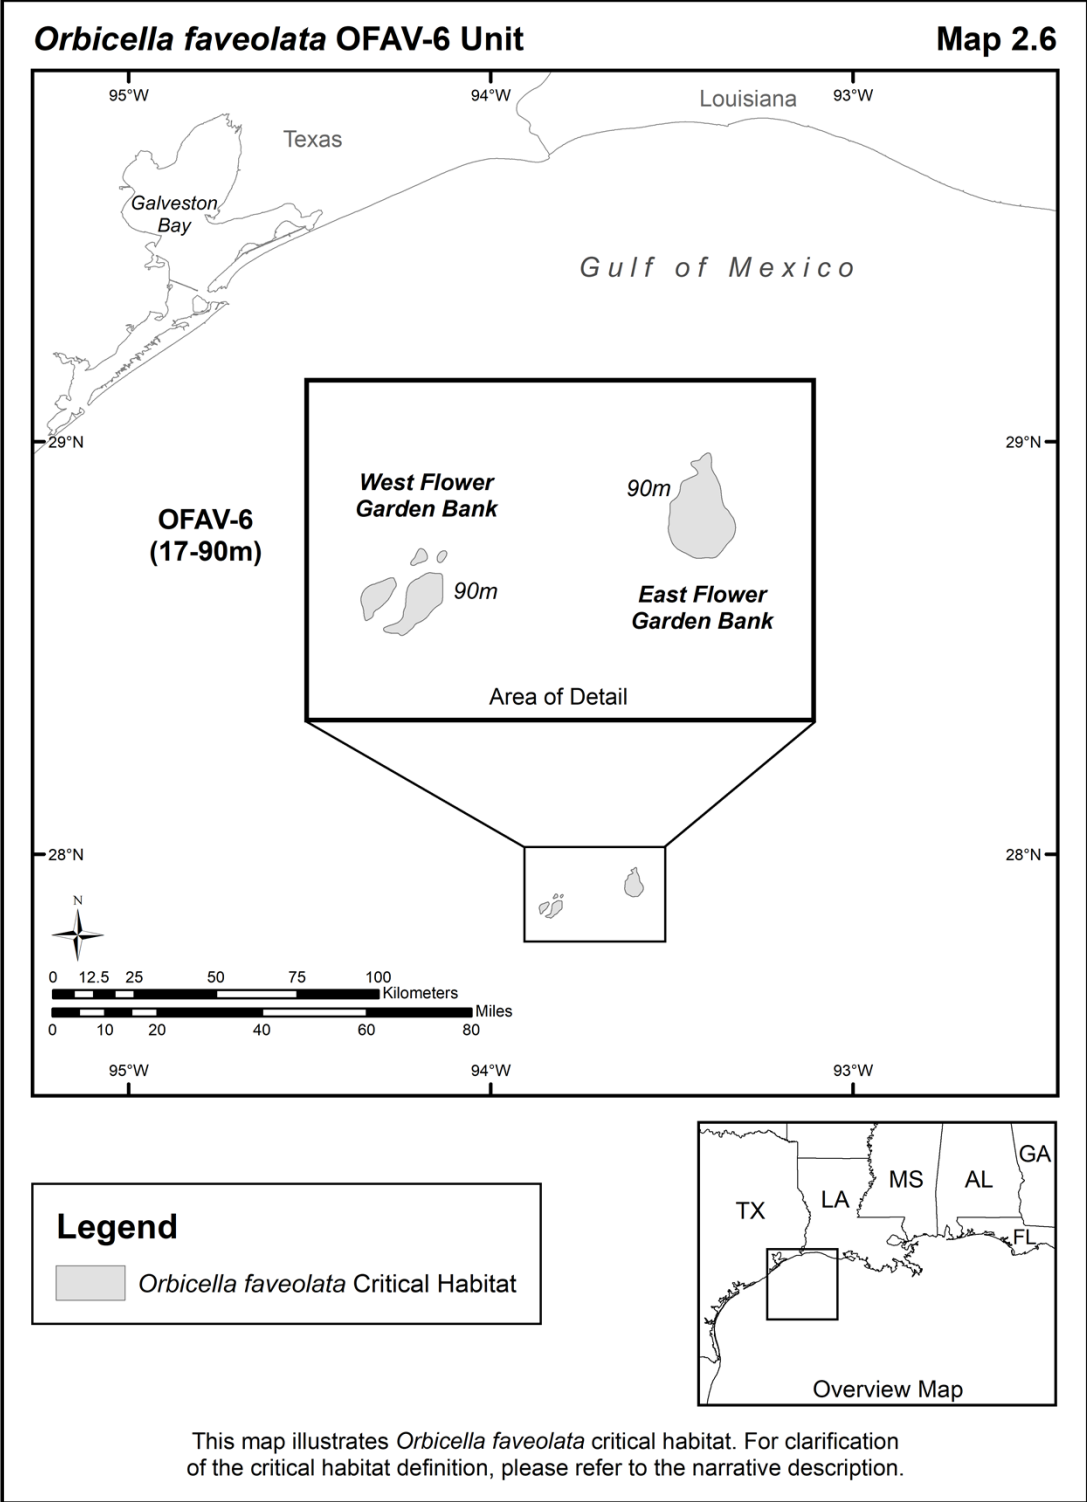 Orbicella faveolata OFAV-6 Unit
Map 2.6
95°W
94°W
93°W
Louisiana
Texas
Galveston
Bay
Gulf of Mexico
29°N
29°N
West Flower
Garden Bank
90m
OFAV-6
(17-90m)
90m
East Flower
Garden Bank
Area of Detail
28°N
28°N
N
0 12.5 25 50 75 100
Kilometers
Miles
0 10 20 40 60 80
95°W
94°W
93°W
Legend
Orbicella faveolata Critical Habitat
TX
LA
MS
AL
GA
FL
Overview Map
This map illustrates Orbicella faveolata critical habitat. For clarification
of the critical habitat definition, please refer to the narrative description.